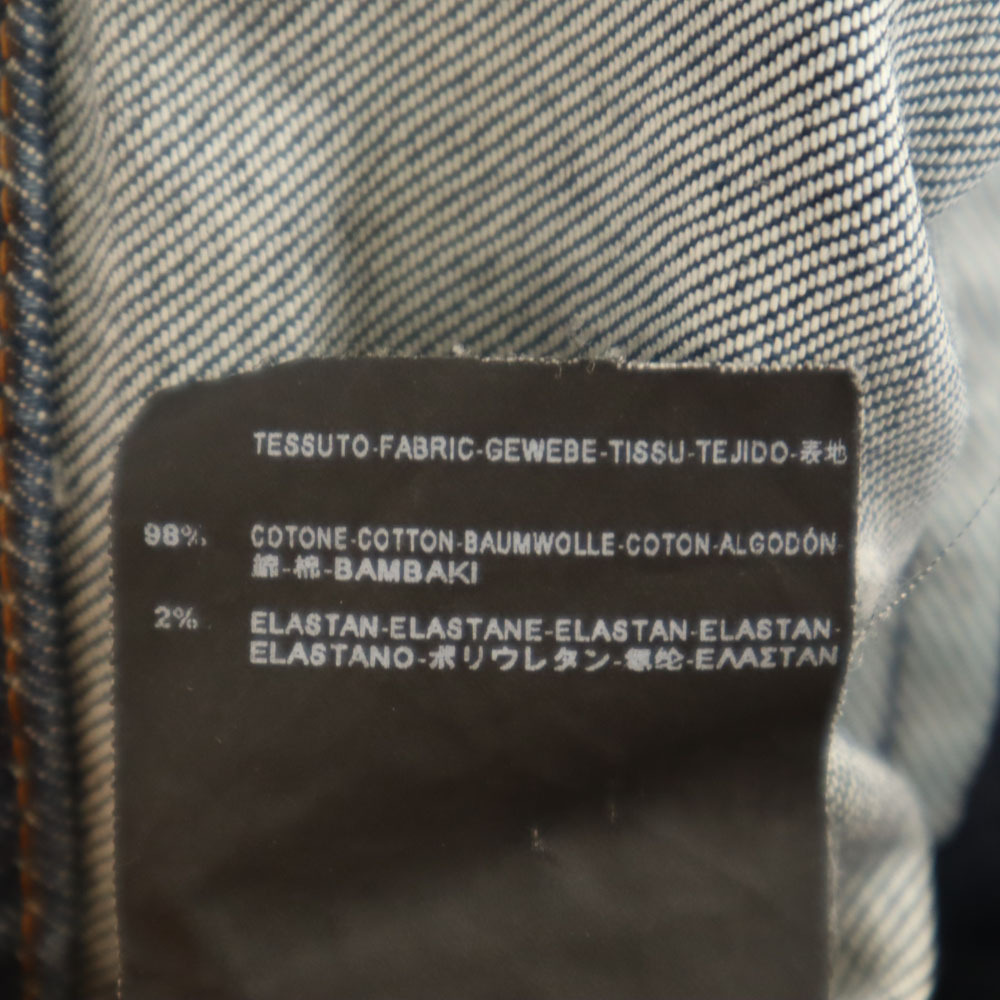 TESSUTO-FABRIC-GEWEBE-TISSU-TEJIDO-表地
98% COTONE-COTTON-BAUMWOLLE-COTON-ALGODÓN-
綿-棉-BAMBAKI
2% ELASTAN-ELASTANE-ELASTAN-ELASTAN-
ELASTANO-ポリウレタン-氨纶-ΕΛΑΣΤΑΝ